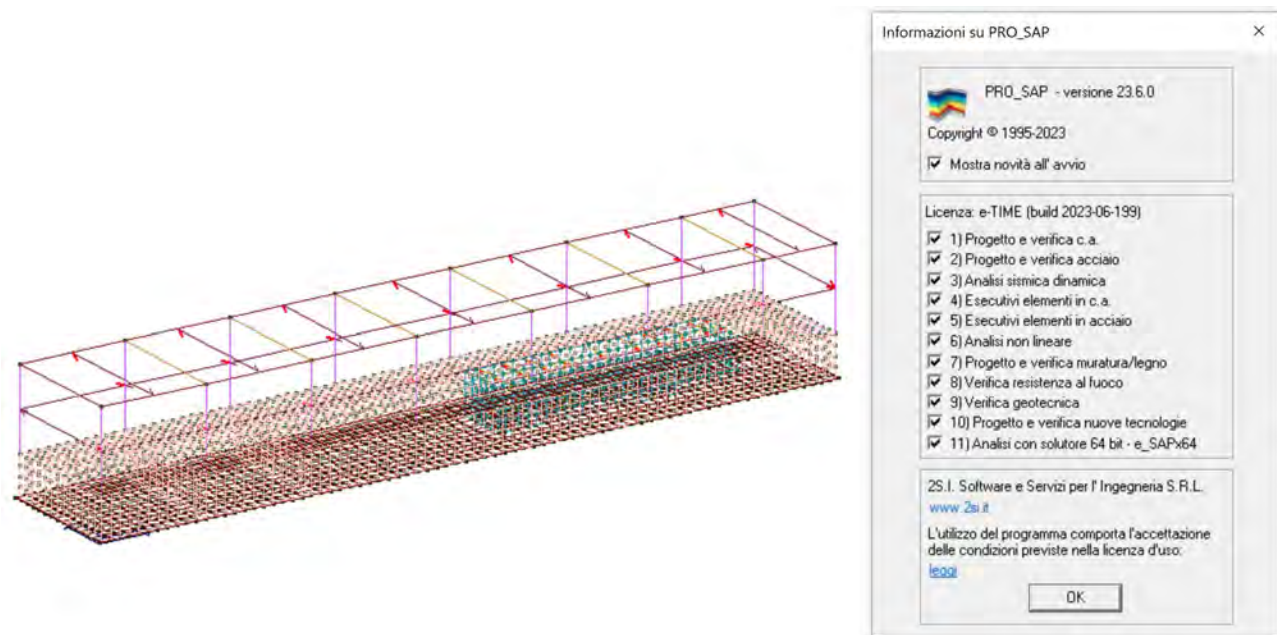 Informazioni su PRO_SAP
PRO_SAP - versione 23.6.0
Copyright © 1995-2023
Mostra novità all' avvio
Licenza: e-TIME (build 2023-06-199)
1) Progetto e verifica c.a.
2) Progetto e verifica acciaio
3) Analisi sismica dinamica
4) Esecutivi elementi in c.a.
5) Esecutivi elementi in acciaio
6) Analisi non lineare
7) Progetto e verifica muratura/legno
8) Verifica resistenza al fuoco
9) Verifica geotecnica
10) Progetto e verifica nuove tecnologie
11) Analisi con solutore 64 bit - e_SAPx64
2S.I. Software e Servizi per l' Ingegneria S.R.L.
www.2si.it
L'utilizzo del programma comporta l'accettazione
delle condizioni previste nella licenza d'uso:
leggi
OK